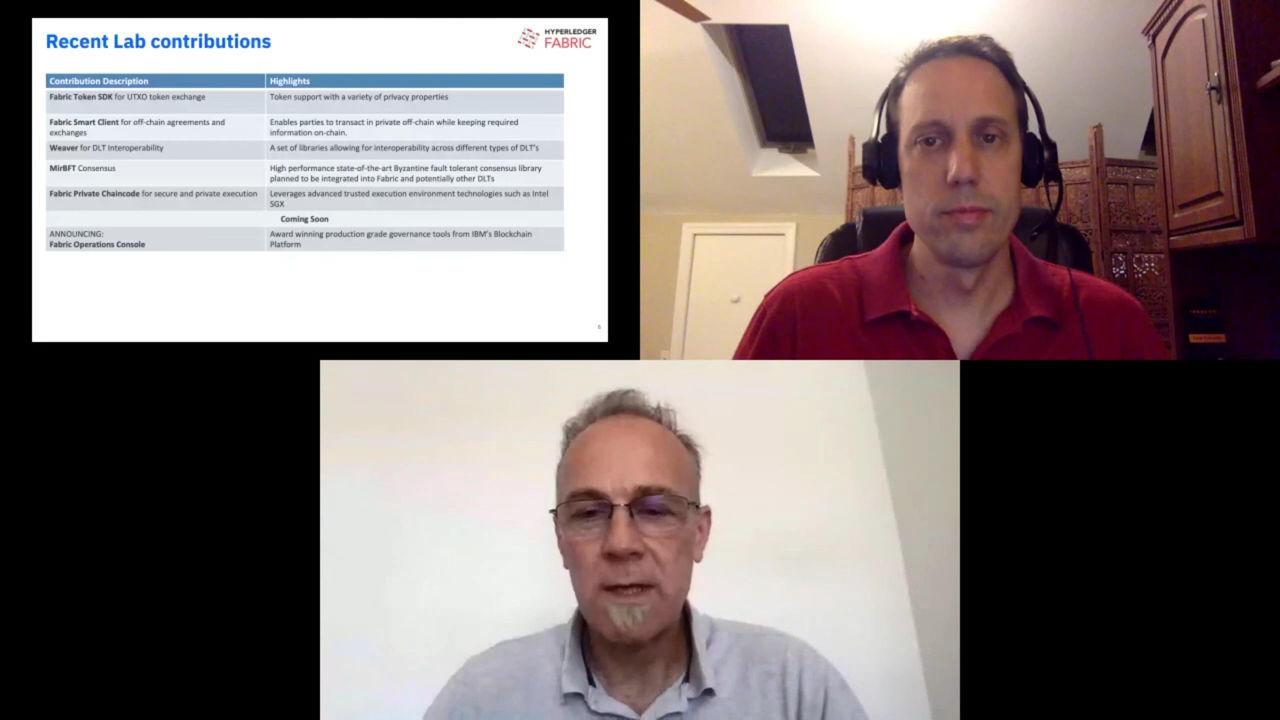 Recent Lab contributions
HYPERLEDGER
FABRIC
Contribution Description Highlights
Fabric Token SDK for UTXO token exchange Token support with a variety of privacy properties
Fabric Smart Client for off-chain agreements and Enables parties to transact in private off-chain while keeping required
exchanges information on-chain.
Weaver for DLT Interoperability A set of libraries allowing for interoperability across different types of DLT's
MirBFT Consensus High performance state-of-the-art Byzantine fault tolerant consensus library
planned to be integrated into Fabric and potentially other DLTs
Fabric Private Chaincode for secure and private execution Leverages advanced trusted execution environment technologies such as Intel
SGX
Coming Soon
ANNOUNCING: Award winning production grade governance tools from IBM's Blockchain
Fabric Operations Console Platform
6